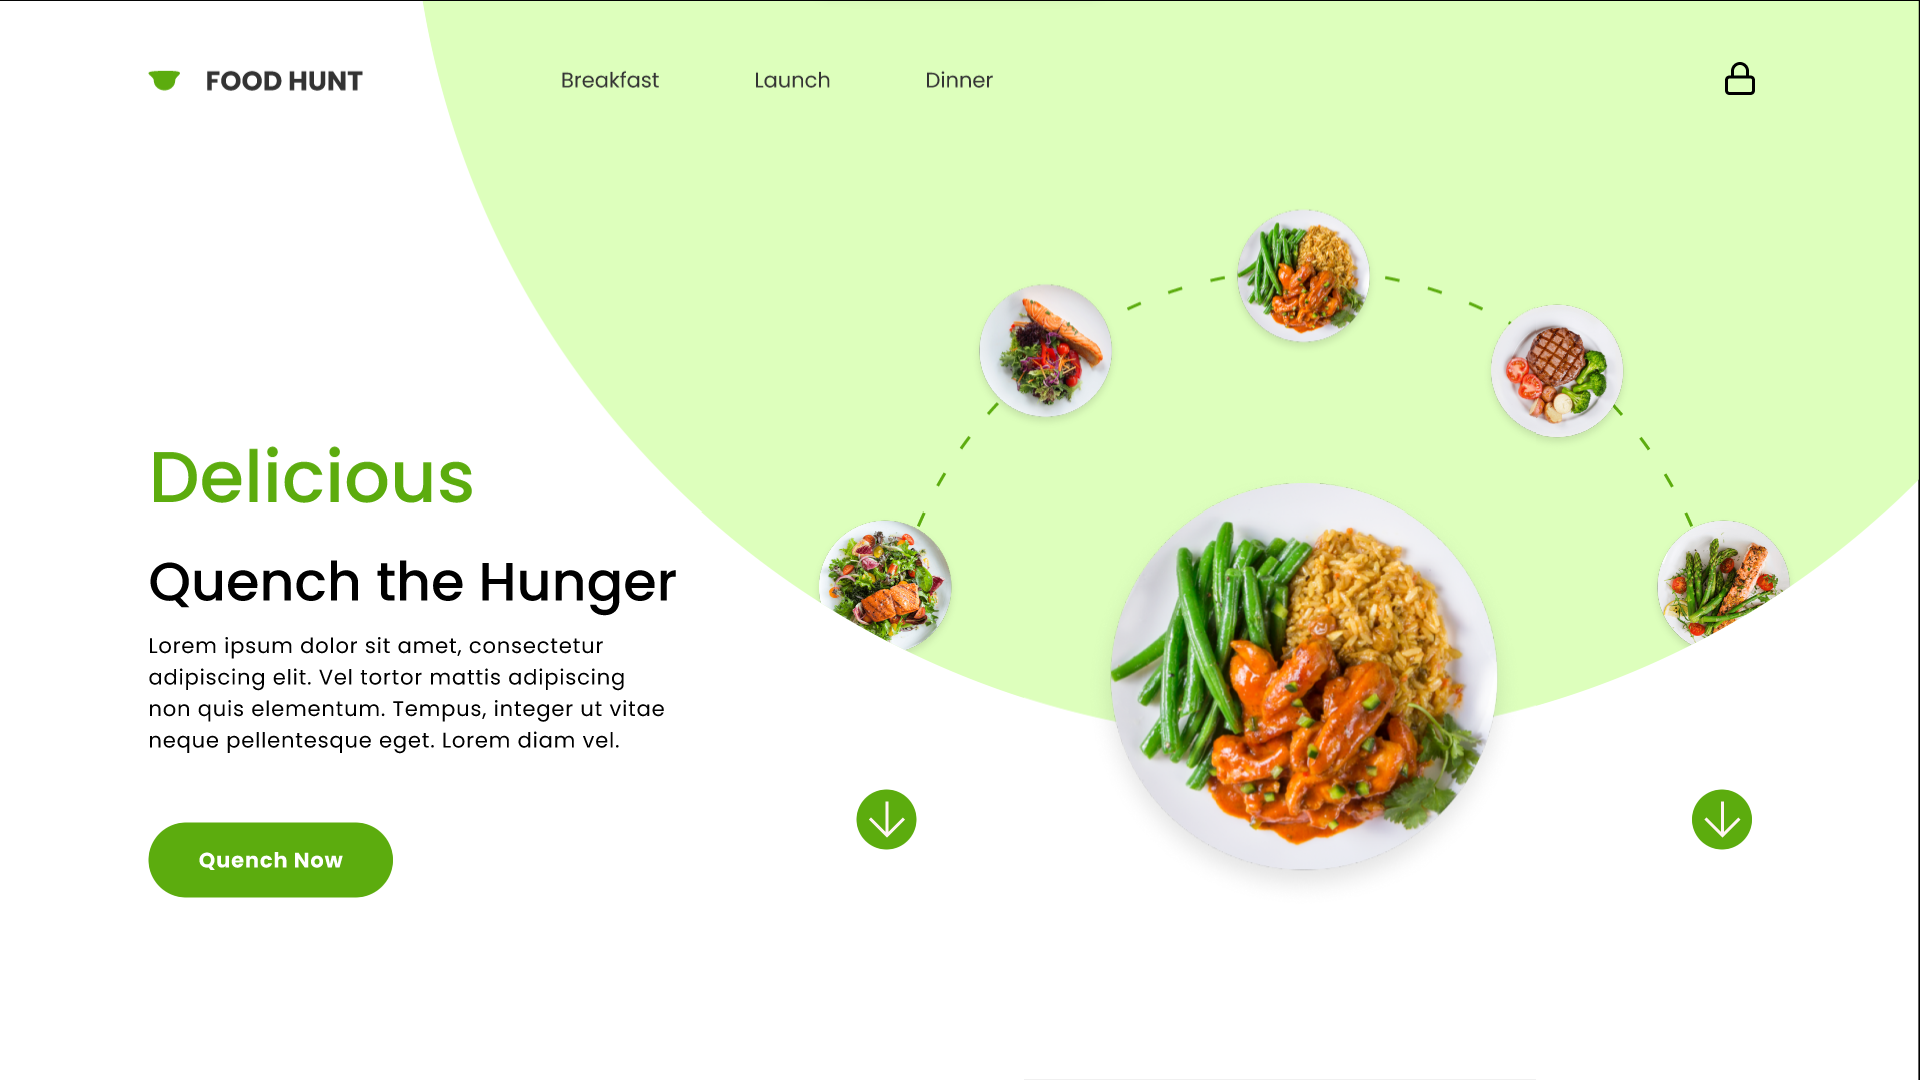 FOOD HUNT
Breakfast
Launch
Dinner
Delicious
Quench the Hunger
Lorem ipsum dolor sit amet, consectetur
adipiscing elit. Vel tortor mattis adipiscing
non quis elementum. Tempus, integer ut vitae
neque pellentesque eget. Lorem diam vel.
Quench Now